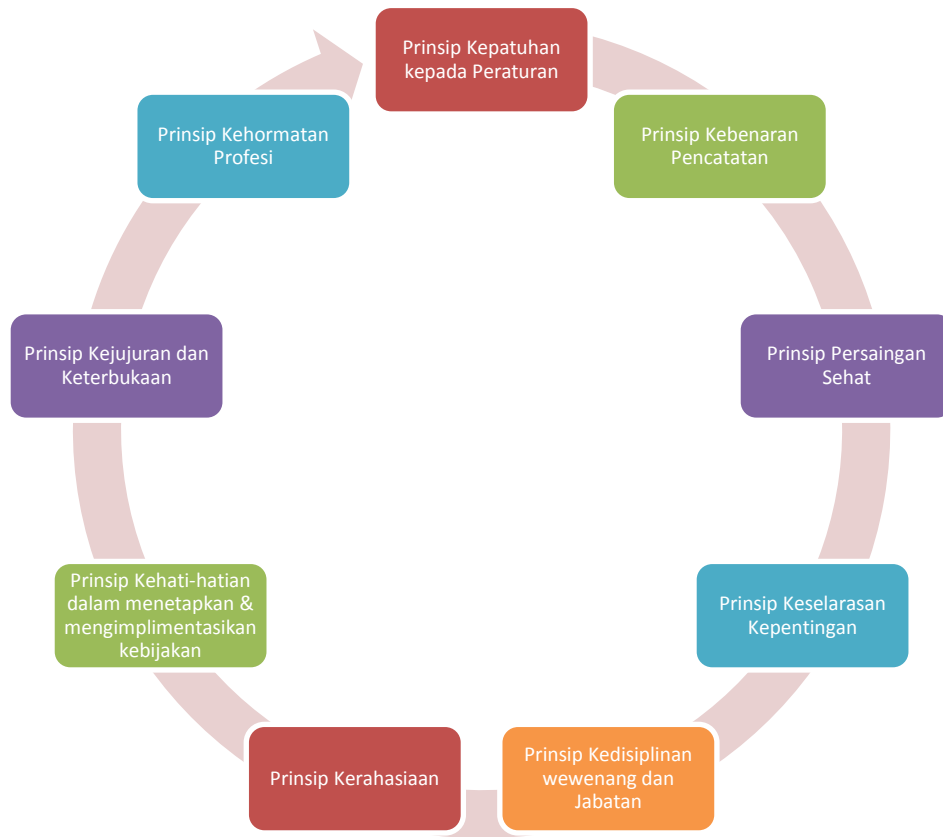 Prinsip Kepatuhan
kepada Peraturan
Prinsip Kebenaran
Pencatatan
Prinsip Persaingan
Sehat
Prinsip Keselarasan
Kepentingan
Prinsip Kedisiplinan
wewenang dan
Jabatan
Prinsip Kerahasiaan
Prinsip Kehati-hatian
dalam menetapkan &
mengimplimentasikan
kebijakan
Prinsip Kejujuran dan
Keterbukaan
Prinsip Kehormatan
Profesi